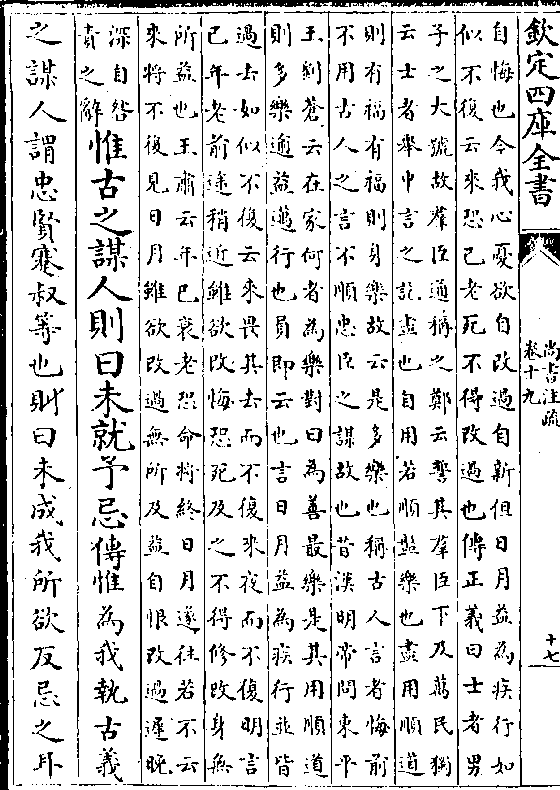 欽定四庫全書
尚書注疏
卷十九
十七
自悔也今我心憂欲自改過自新但日月益為疾行如
似不復云來恐己老死不得改過也傳正義曰士者男
子之大號故羣臣通稱之鄭云誓其羣臣下及萬民獨
云士者舉中言之訖盡也自用若順盤樂也盡用順道
則有福有福則身樂故云是多樂也稱古人言者悔前
不用古人之言不順忠臣之謀故也昔漢明帝問東平
王劉蒼云在家何者為樂對曰為善最樂是其用順道
則多樂逾益邁行也員即云也言日月益為疾行並皆
過去如似不復云來畏其去而不復來夜而不復明言
己年老前途稍近雖欲改悔恐死及之不得修改身無
所益也王肅云年已衰老恐命將終日月遂往若不云
來將不復見日月雖欲改過無所及益自恨改過遲晚
深自咎
責之辭惟古之謀人則曰未就予忌傳惟為我執古義
之謀人謂忠賢蹇叔等也則曰未成我所欲反忌之耳